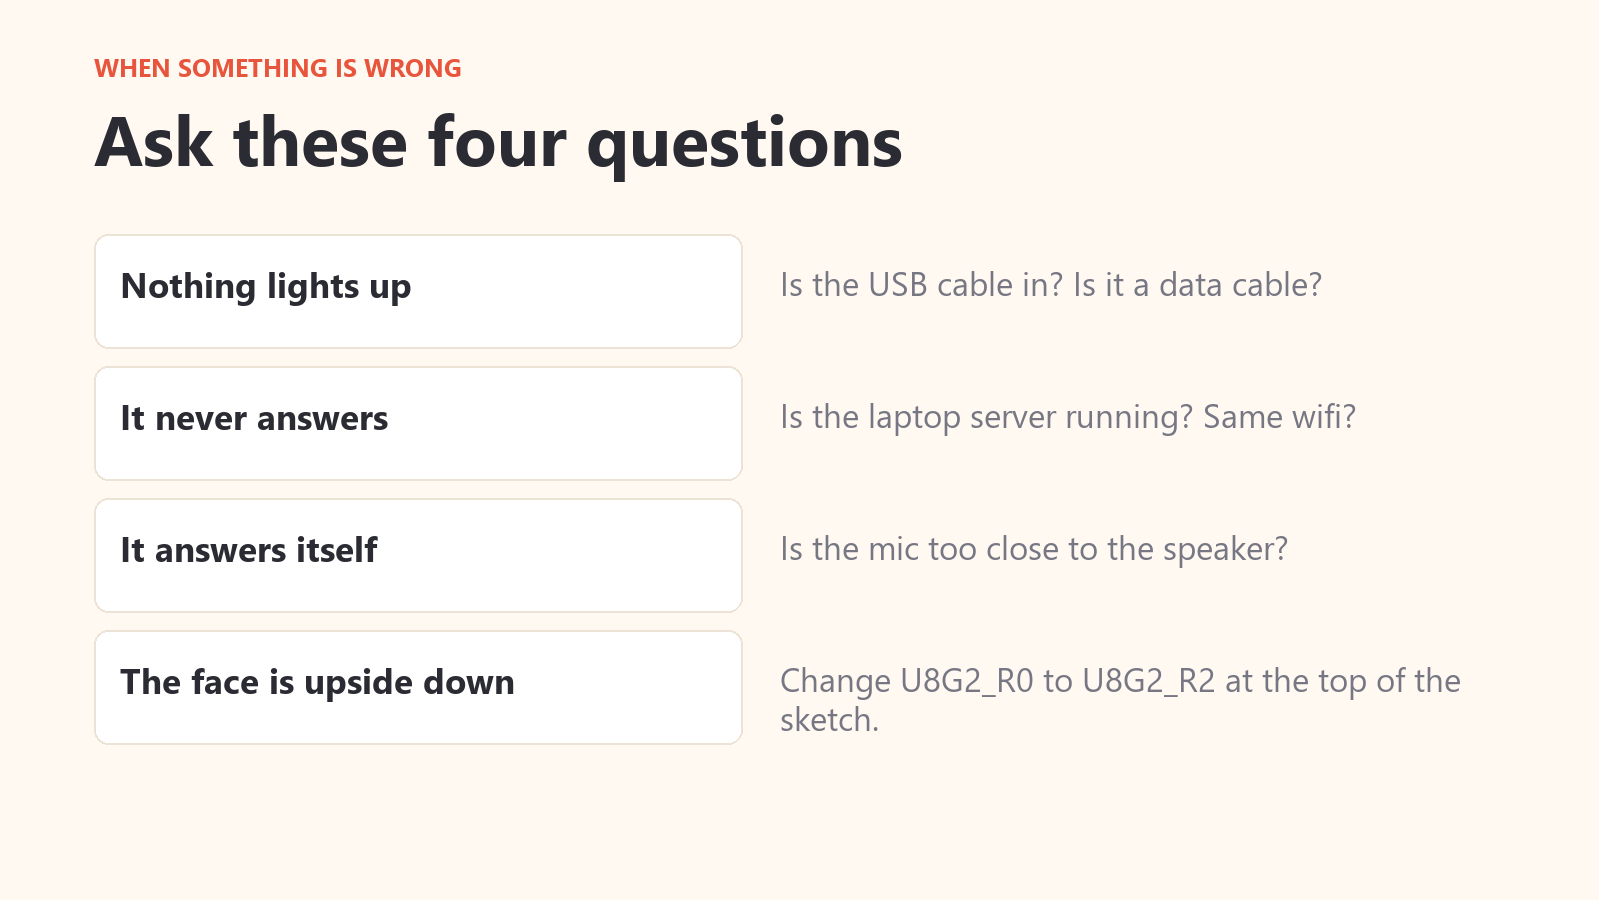 WHEN SOMETHING IS WRONG
Ask these four questions
Nothing lights up
Is the USB cable in? Is it a data cable?
It never answers
Is the laptop server running? Same wifi?
It answers itself
Is the mic too close to the speaker?
The face is upside down
Change U8G2_R0 to U8G2_R2 at the top of the
sketch.